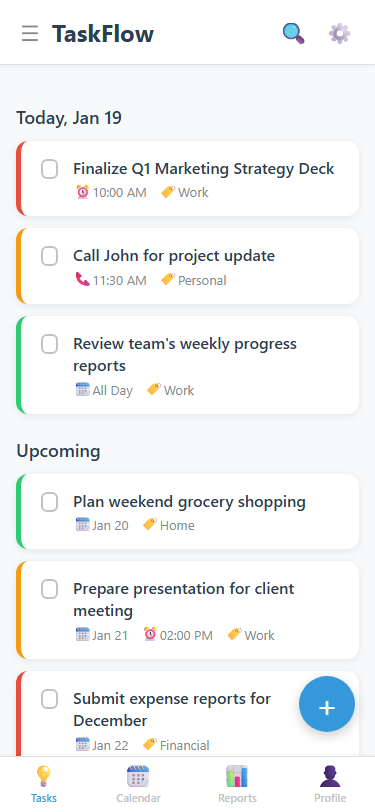 TaskFlow
Today, Jan 19
Finalize Q1 Marketing Strategy Deck
10:00 AM Work
Call John for project update
11:30 AM Personal
Review team's weekly progress
reports
All Day Work
Upcoming
Plan weekend grocery shopping
Jan 20 Home
Prepare presentation for client
meeting
Jan 21 02:00 PM Work
Submit expense reports for
December
Jan 22 Financial
+
Tasks Calendar Reports Profile